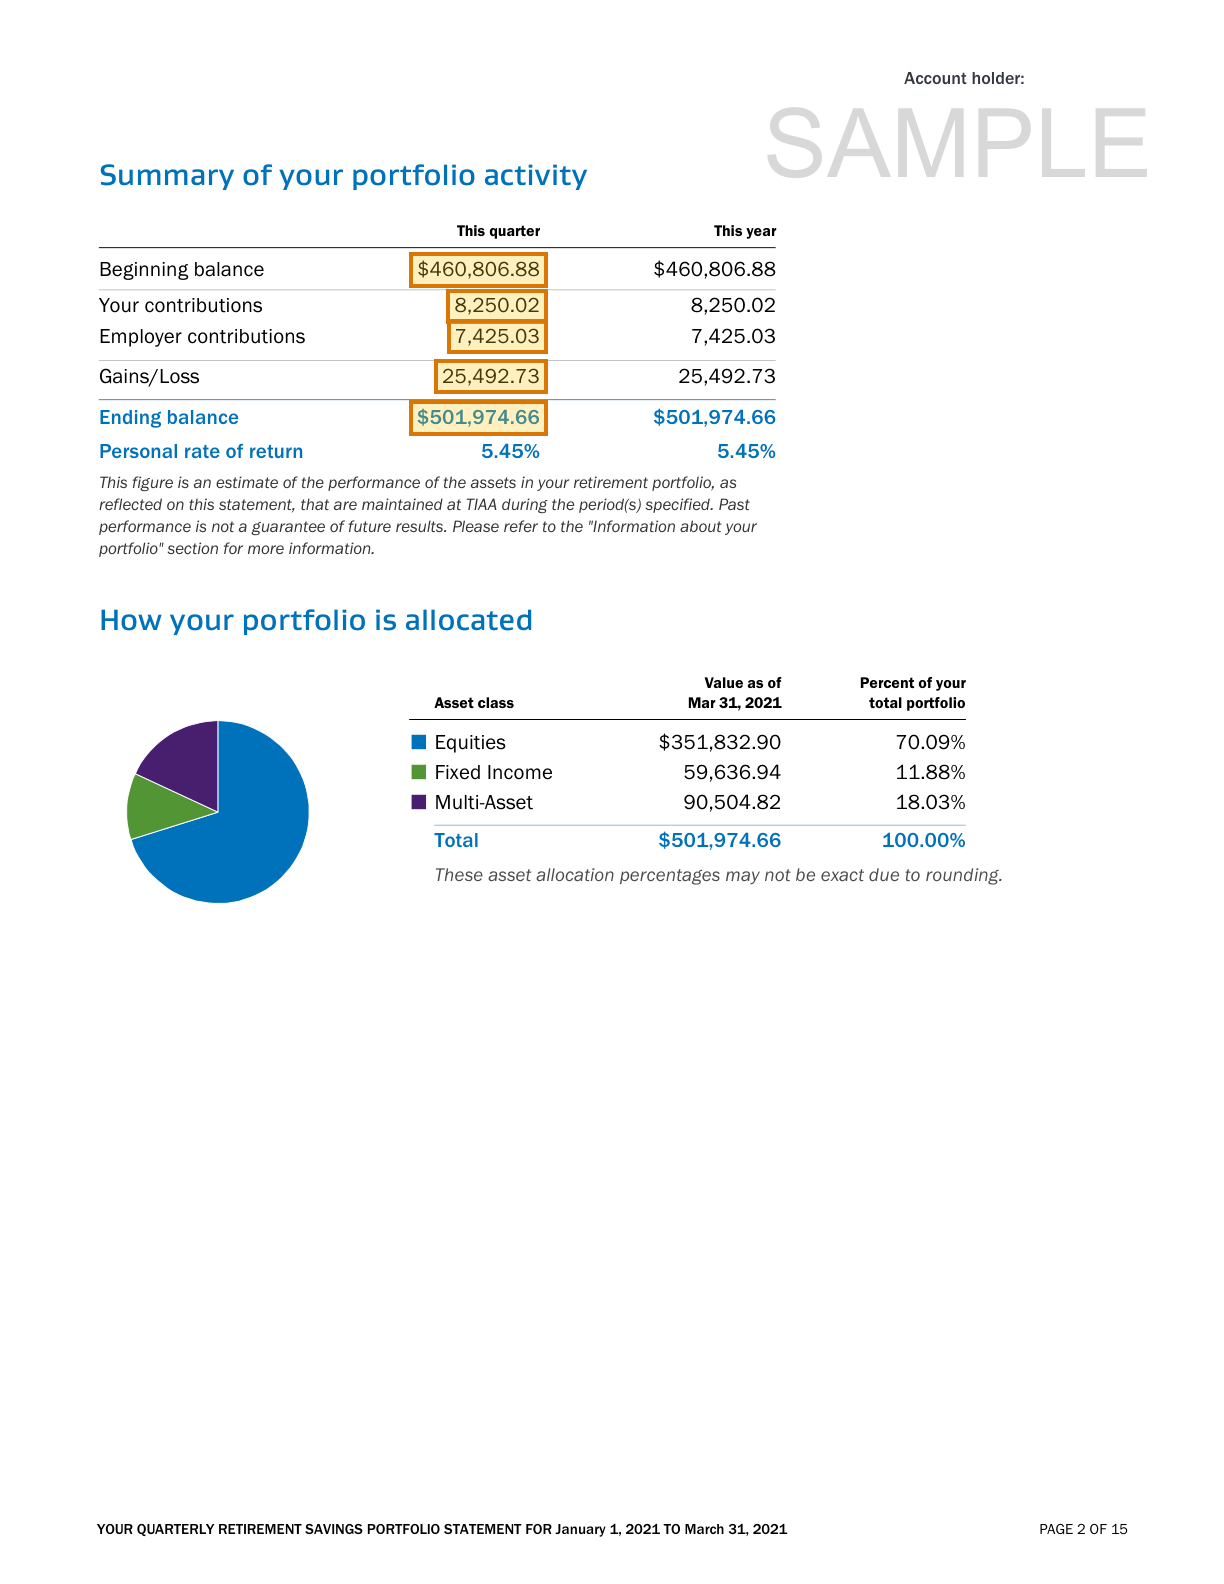 Account holder:
SAMPLE
Summary of your portfolio activity
This quarter This year
Beginning balance $460,806.88 $460,806.88
Your contributions 8,250.02 8,250.02
Employer contributions 7,425.03 7,425.03
Gains/Loss 25,492.73 25,492.73
Ending balance $501,974.66 $501,974.66
Personal rate of return 5.45% 5.45%
This figure is an estimate of the performance of the assets in your retirement portfolio, as
reflected on this statement, that are maintained at TIAA during the period(s) specified. Past
performance is not a guarantee of future results. Please refer to the "Information about your
portfolio" section for more information.
How your portfolio is allocated
Value as of Percent of your
Asset class Mar 31, 2021 total portfolio
Equities $351,832.90 70.09%
Fixed Income 59,636.94 11.88%
Multi-Asset 90,504.82 18.03%
Total $501,974.66 100.00%
These asset allocation percentages may not be exact due to rounding.
YOUR QUARTERLY RETIREMENT SAVINGS PORTFOLIO STATEMENT FOR January 1, 2021 TO March 31, 2021 PAGE 2 OF 15